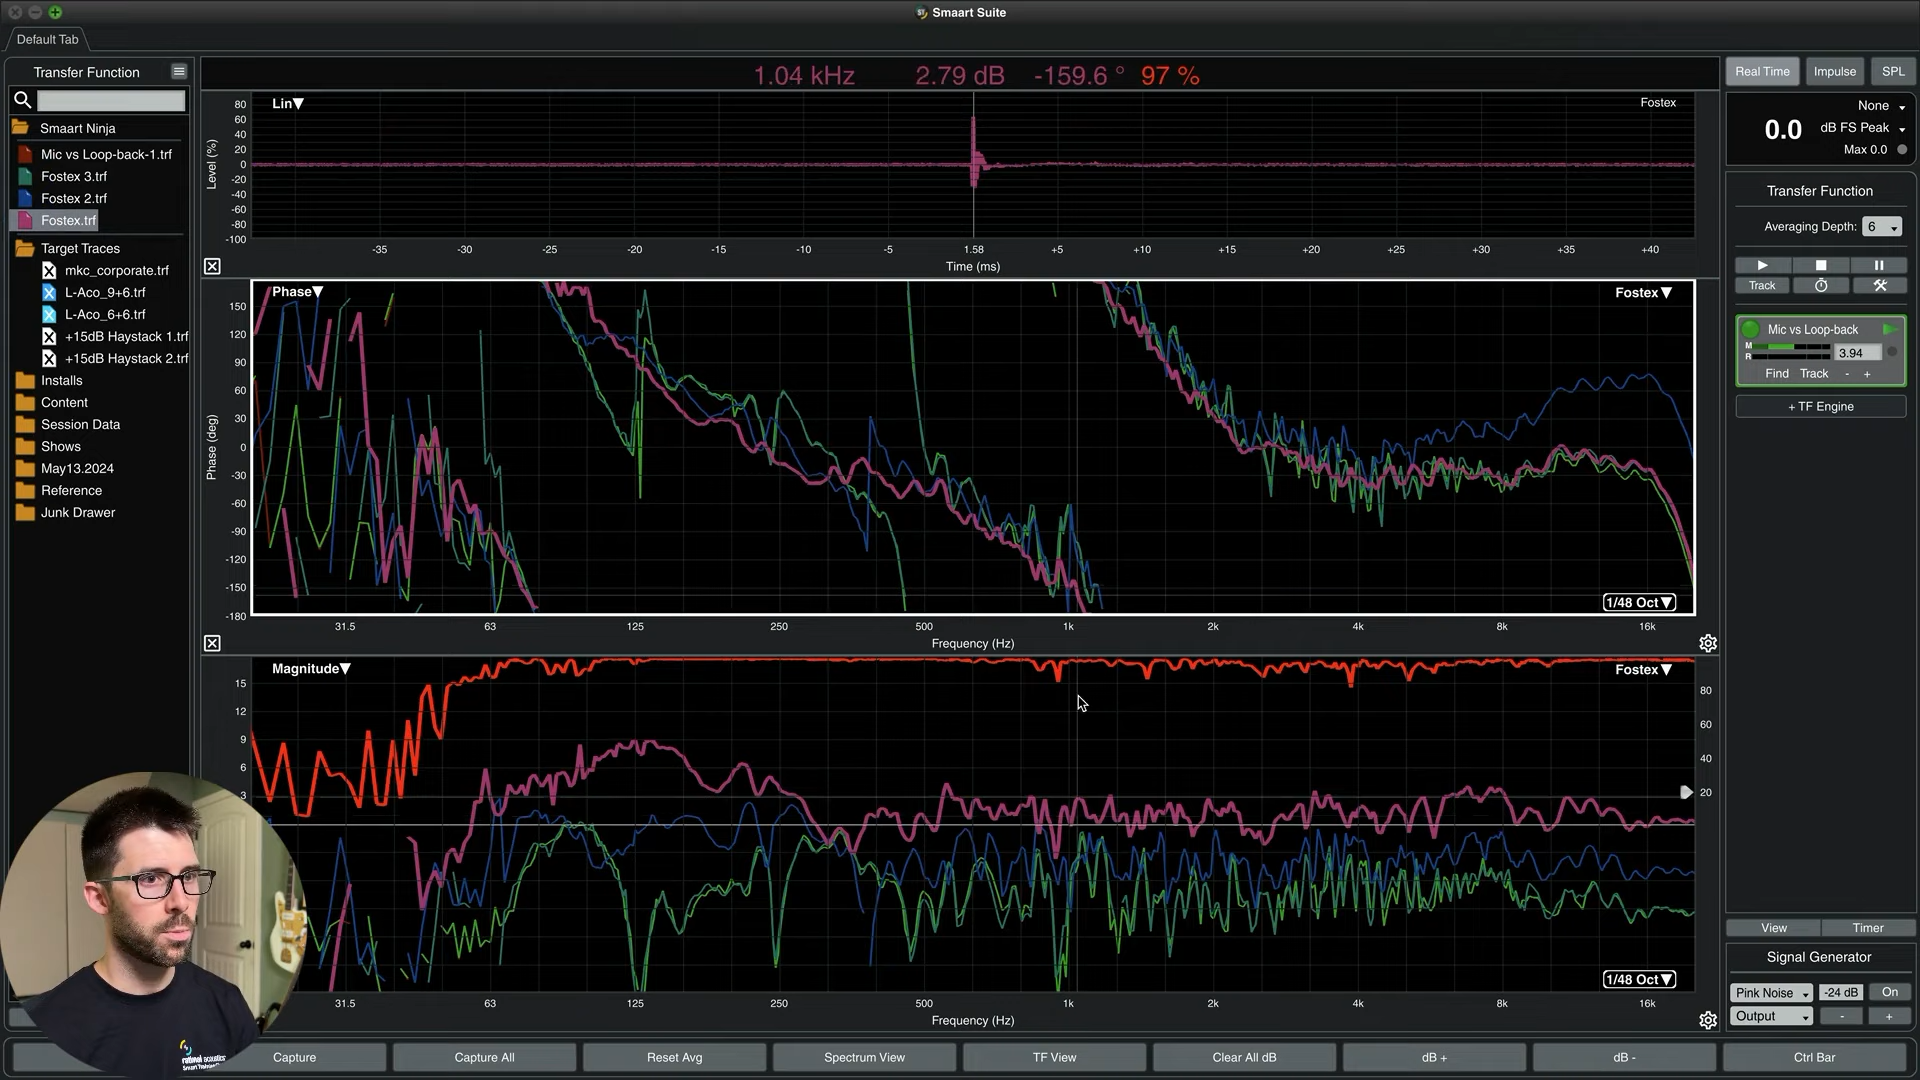 Smaart Suite
Default Tab
Transfer Function
Smaart Ninja
Mic vs Loop-back-1.trf
Fostex 3.trf
Fostex 2.trf
Fostex.trf
Target Traces
mkc_corporate.trf
L-Aco_9+6.trf
L-Aco_6+6.trf
+15dB Haystack 1.trf
+15dB Haystack 2.trf
Installs
Content
Session Data
Shows
May13.2024
Reference
Junk Drawer
1.04 kHz 2.79 dB -159.6 ° 97 %
Lin▼
Fostex
Level (%)
80
60
40
20
0
-20
-40
-60
-80
-100
-35 -30 -25 -20 -15 -10 -5 1.58 +5 +10 +15 +20 +25 +30 +35 +40
Time (ms)
Phase▼
Fostex▼
Phase (deg)
150
120
90
60
30
0
-30
-60
-90
-120
-150
-180
1/48 Oct▼
31.5 63 125 250 500 1k 2k 4k 8k 16k
Frequency (Hz)
Magnitude▼
Fostex▼
15
12
9
6
3
80
60
40
20
1/48 Oct▼
31.5 63 125 250 500 1k 2k 4k 8k 16k
Frequency (Hz)
Real Time Impulse SPL
None
0.0 dB FS Peak
Max 0.0
Transfer Function
Averaging Depth: 6
Track
Mic vs Loop-back
M
R
3.94
Find Track - +
+ TF Engine
View Timer
Signal Generator
Pink Noise -24 dB On
Output - +
rational acoustics
Capture Capture All Reset Avg Spectrum View TF View Clear All dB dB + dB - Ctrl Bar